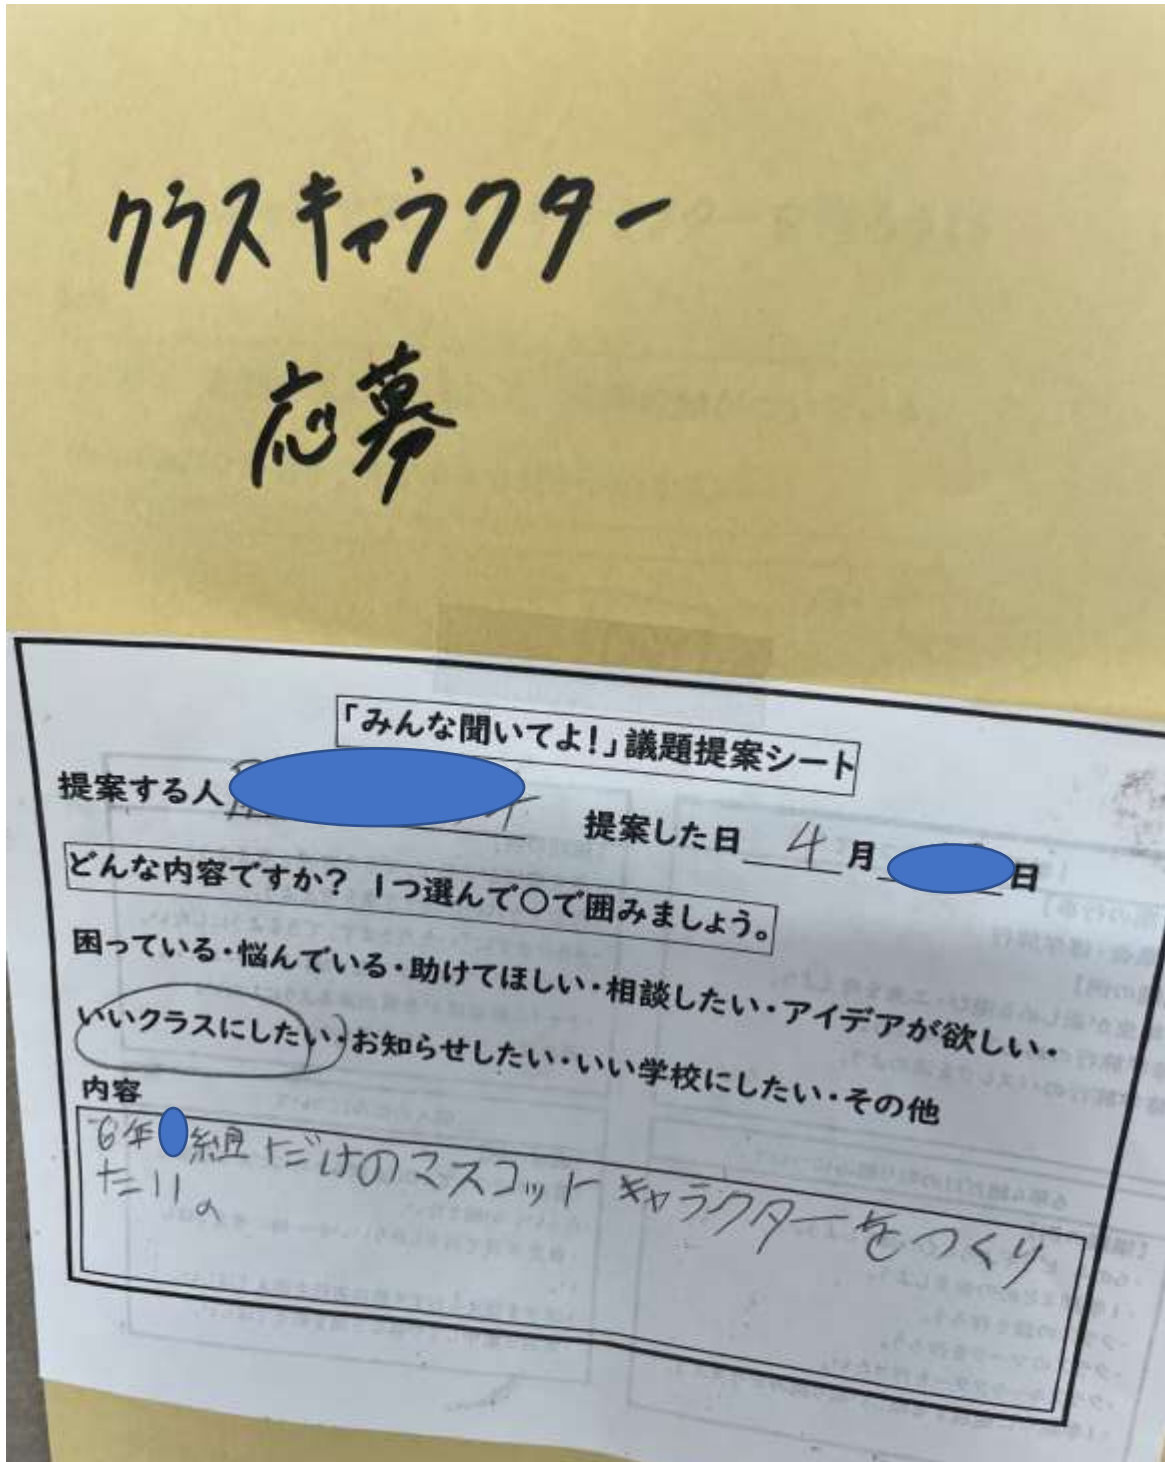 クラスキャラクター
応募
「みんな聞いてよ!」議題提案シート
提案する人 提案した日 4月 日
どんな内容ですか? 1つ選んで○で囲みましょう。
困っている・悩んでいる・助けてほしい・相談したい・アイデアが欲しい・
いいクラスにしたい・お知らせしたい・いい学校にしたい・その他
内容
6年 組だけのマスコットキャラクターをつくり
たい。